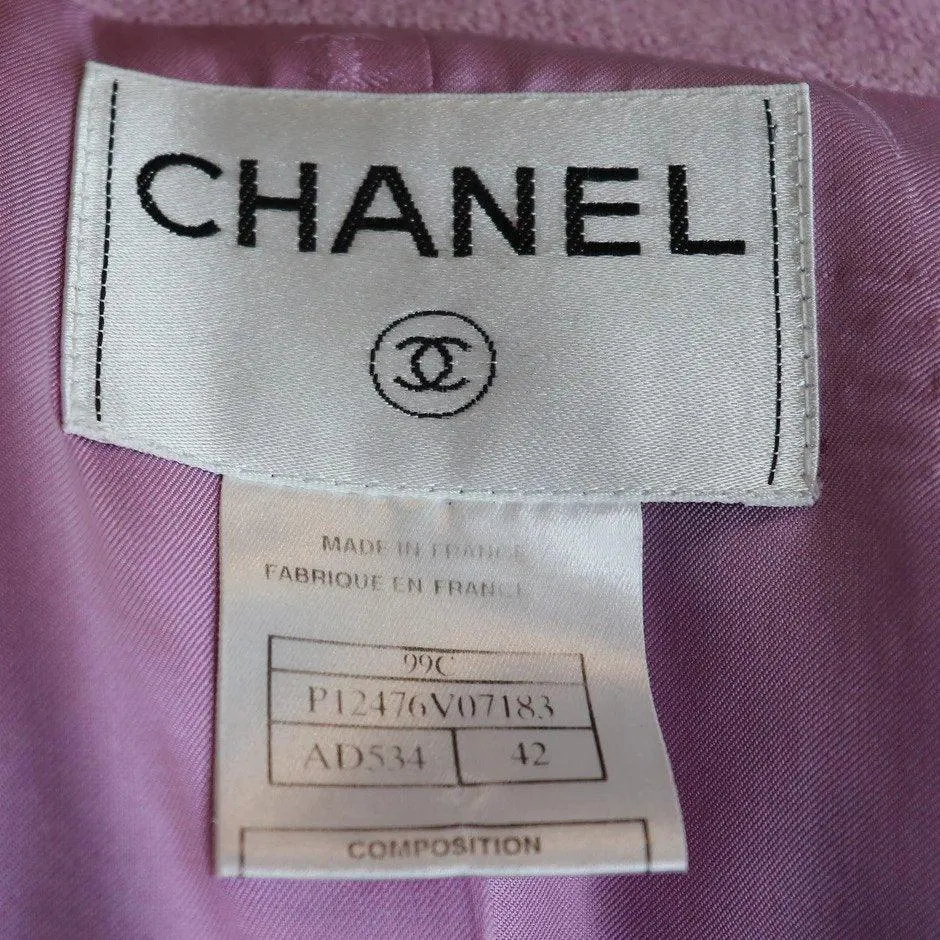 CHANEL
MADE IN FRANCE
FABRIQUE EN FRANCE
99C
P12476V07183
AD534 42
COMPOSITION